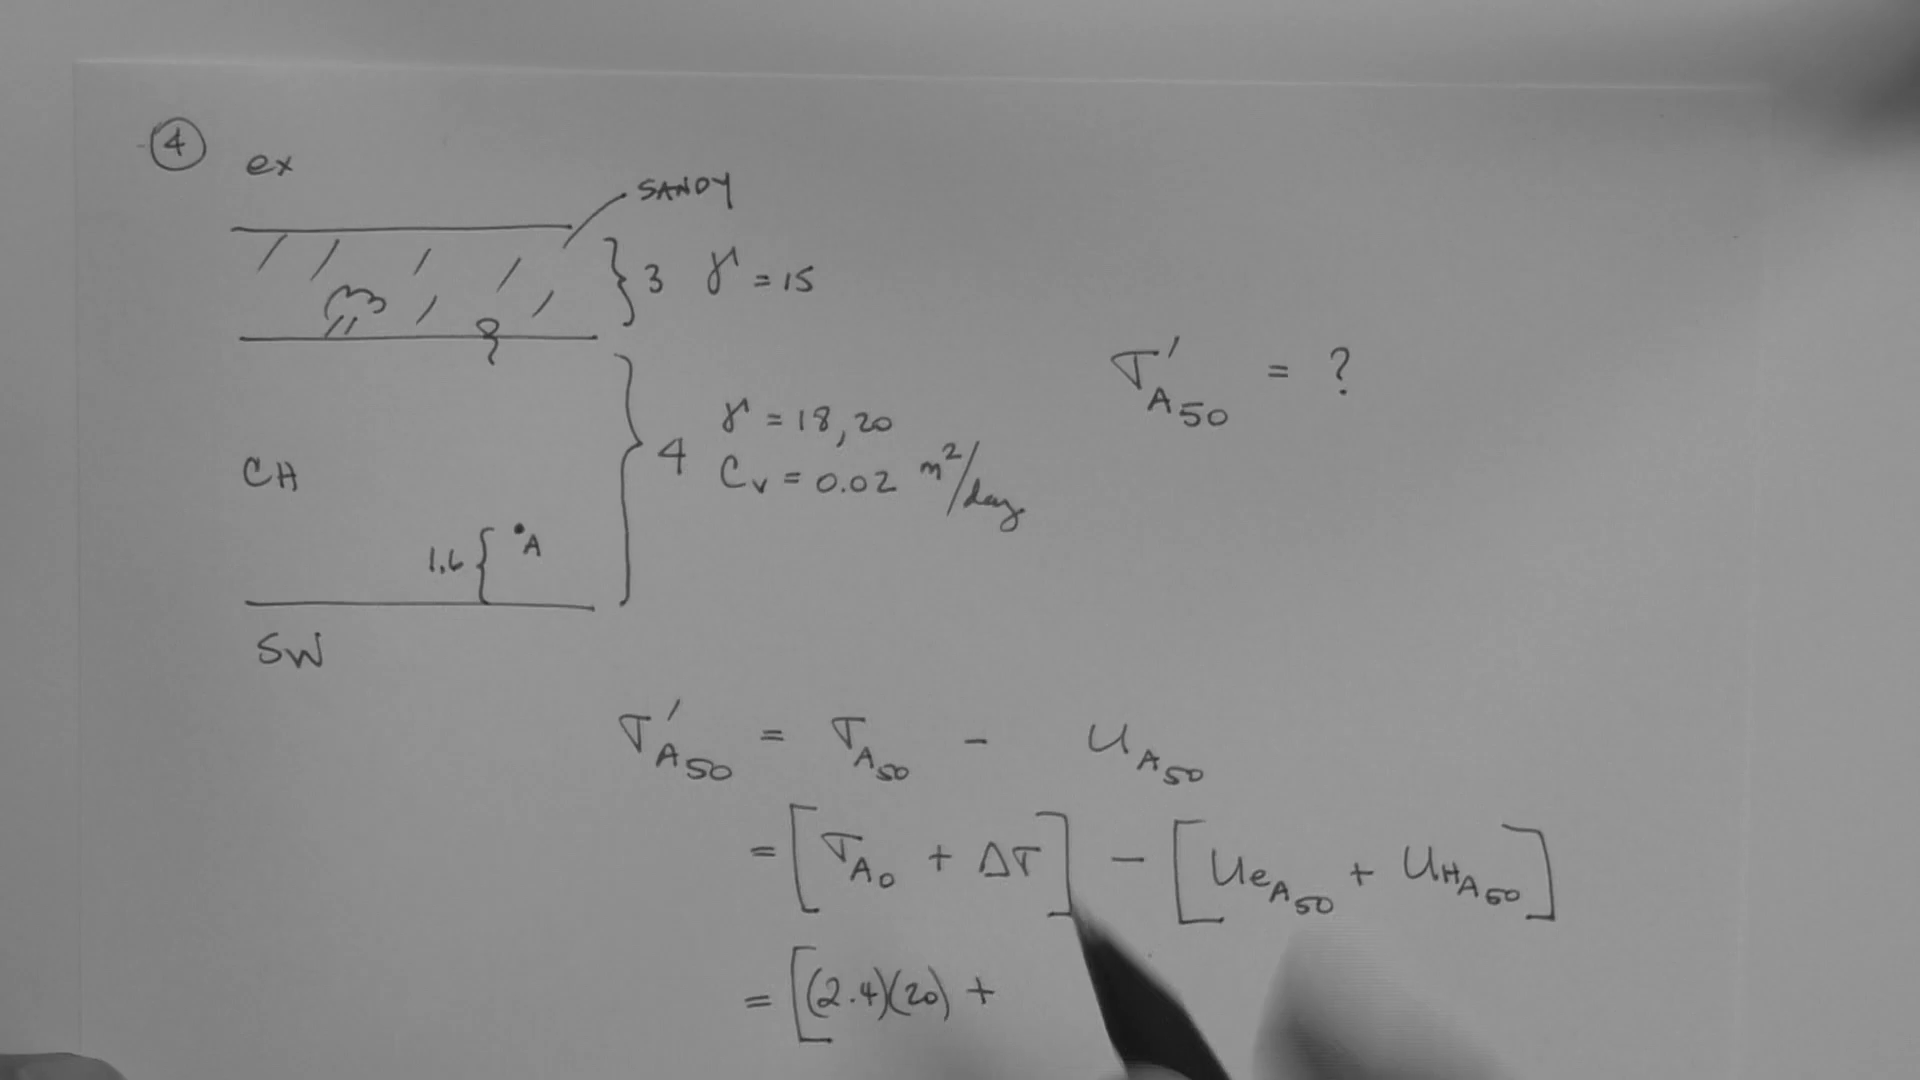 ④ ex
SANDY
3 γ = 15
CH
4 γ = 18, 20
Cv = 0.02 m²/day
1.6
A
SW
σ'A50 = ?
σ'A50 = σA50 - UA50
= [σA0 + Δσ] - [UeA50 + UHA50]
= [(2.4)(20) +